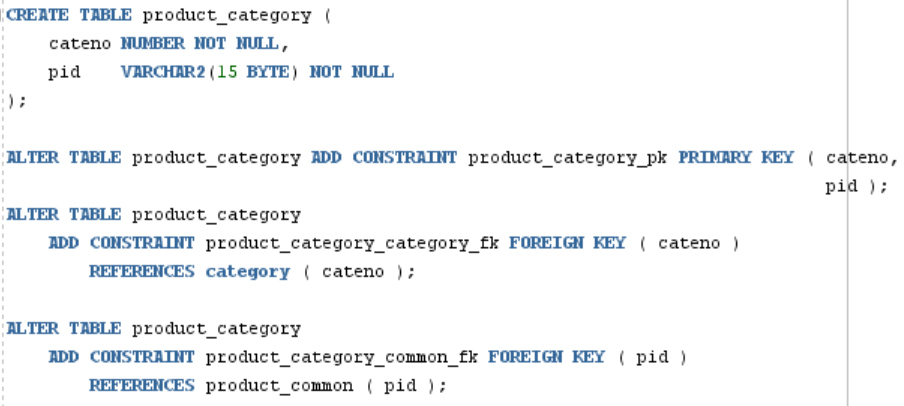 CREATE TABLE product_category (
    cateno NUMBER NOT NULL,
    pid    VARCHAR2(15 BYTE) NOT NULL
);
ALTER TABLE product_category ADD CONSTRAINT product_category_pk PRIMARY KEY ( cateno,
                                                                              pid );
ALTER TABLE product_category
    ADD CONSTRAINT product_category_category_fk FOREIGN KEY ( cateno )
        REFERENCES category ( cateno );
ALTER TABLE product_category
    ADD CONSTRAINT product_category_common_fk FOREIGN KEY ( pid )
        REFERENCES product_common ( pid );